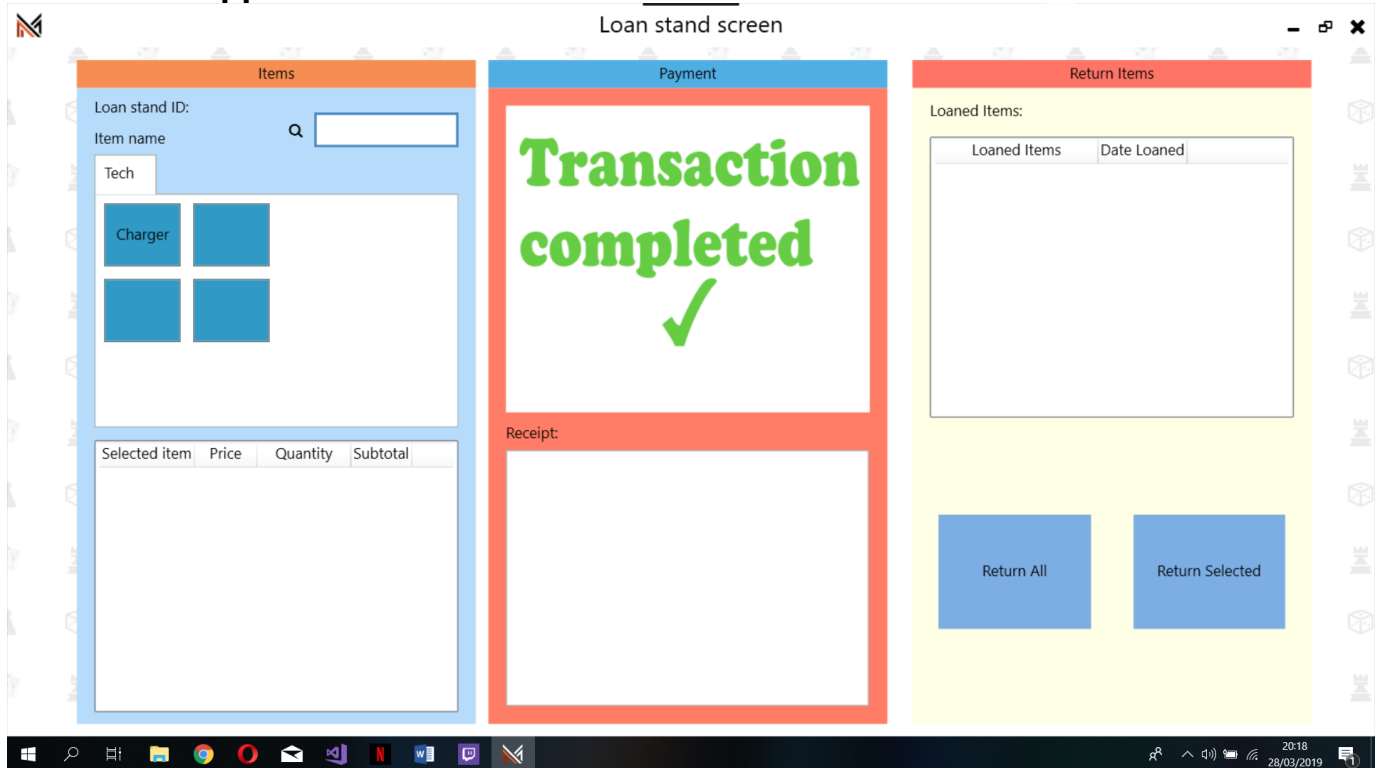 Loan stand screen
Items
Loan stand ID:
Item name
Tech
Charger
Selected item Price Quantity Subtotal
Payment
Transaction
completed
Receipt:
Return Items
Loaned Items:
Loaned Items Date Loaned
Return All
Return Selected
20:18
28/03/2019